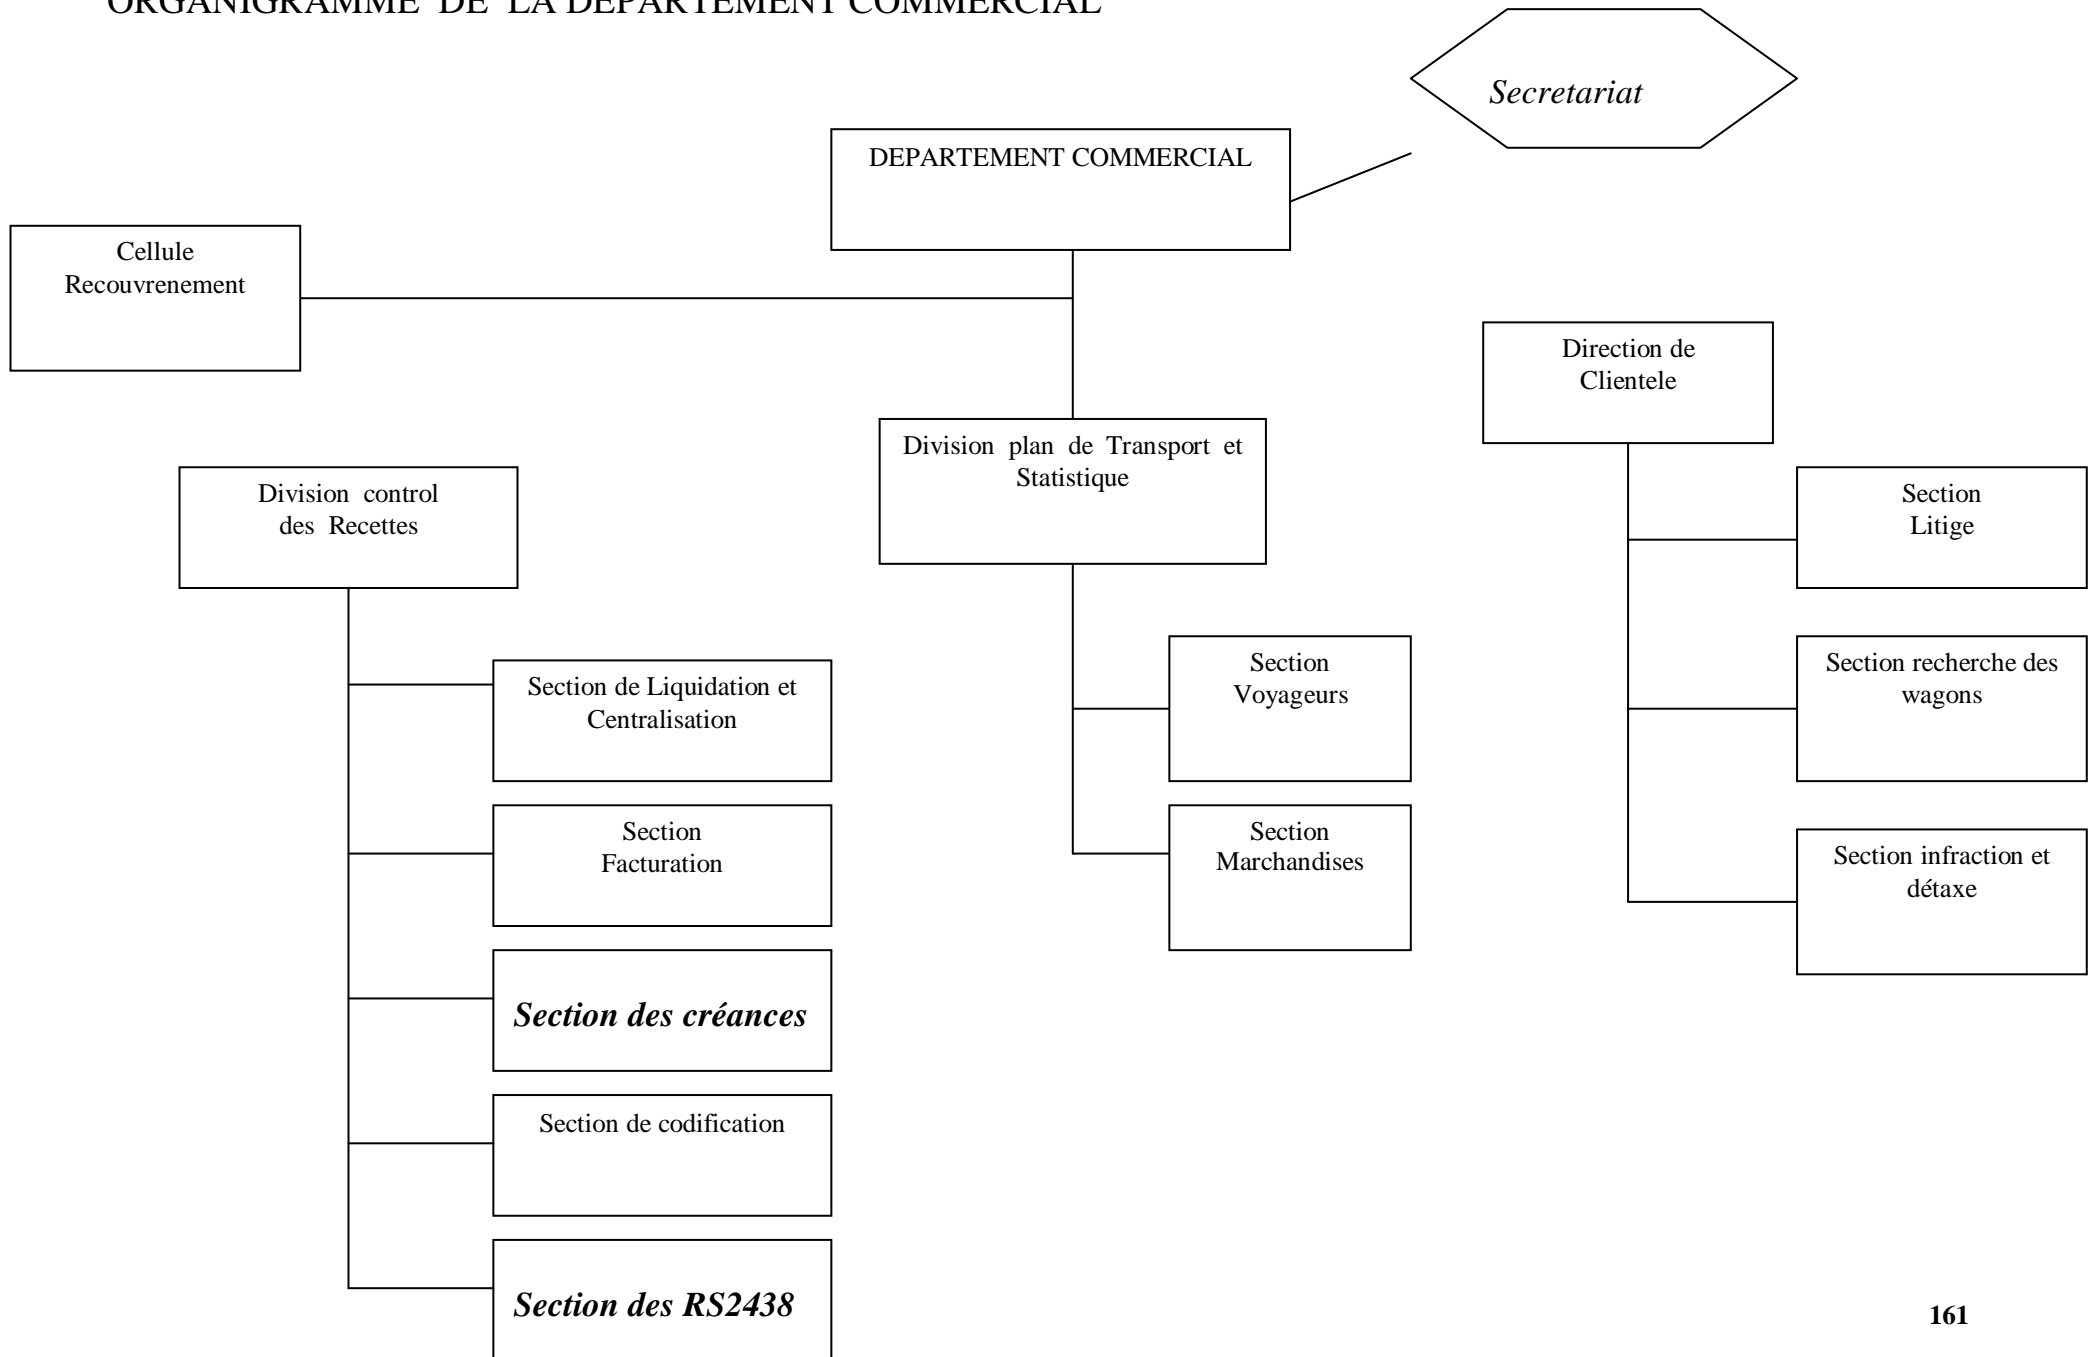 ORGANIGRAMME DE LA DEPARTEMENT COMMERCIAL
Secretariat
DEPARTEMENT COMMERCIAL
Cellule
Recouvrenement
Direction de
Clientele
Division plan de Transport et
Statistique
Division control
des Recettes
Section
Litige
Section de Liquidation et
Centralisation
Section
Voyageurs
Section recherche des
wagons
Section
Facturation
Section
Marchandises
Section infraction et
détaxe
Section des créances
Section de codification
Section des RS2438
161